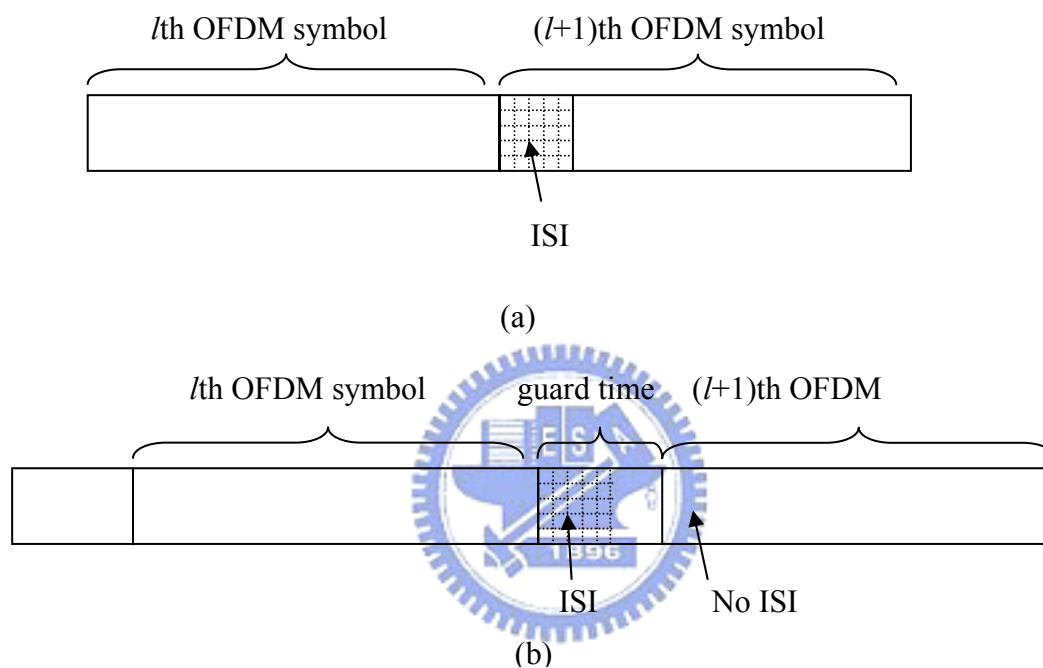 lth OFDM symbol
(l+1)th OFDM symbol
ISI
(a)
lth OFDM symbol
guard time
(l+1)th OFDM
E S
1896
ISI
No ISI
(b)